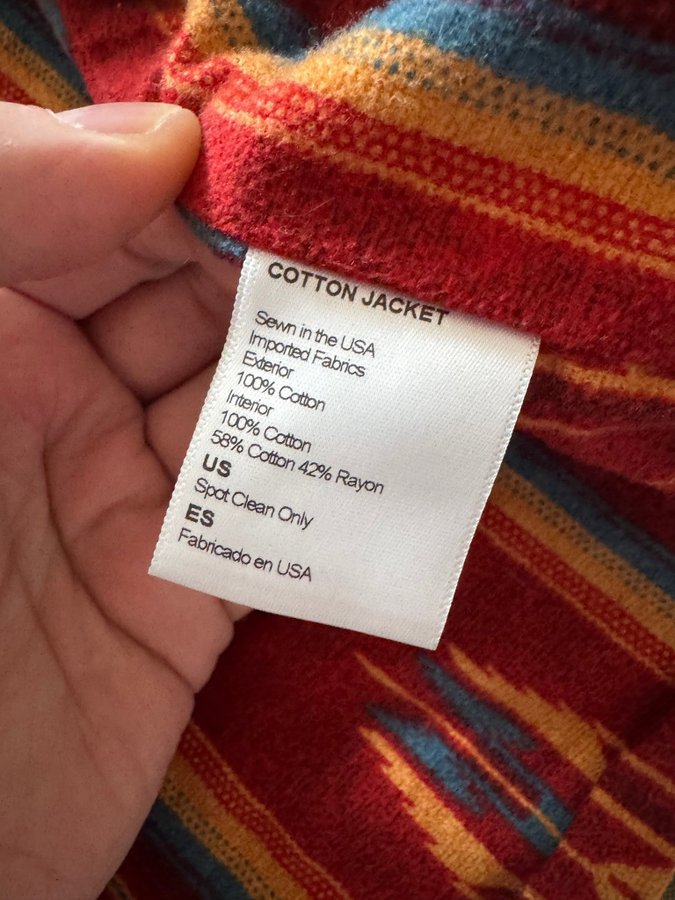 COTTON JACKET
Sewn in the USA
Imported Fabrics
Exterior
100% Cotton
Interior
100% Cotton
58% Cotton 42% Rayon
US
Spot Clean Only
ES
Fabricado en USA